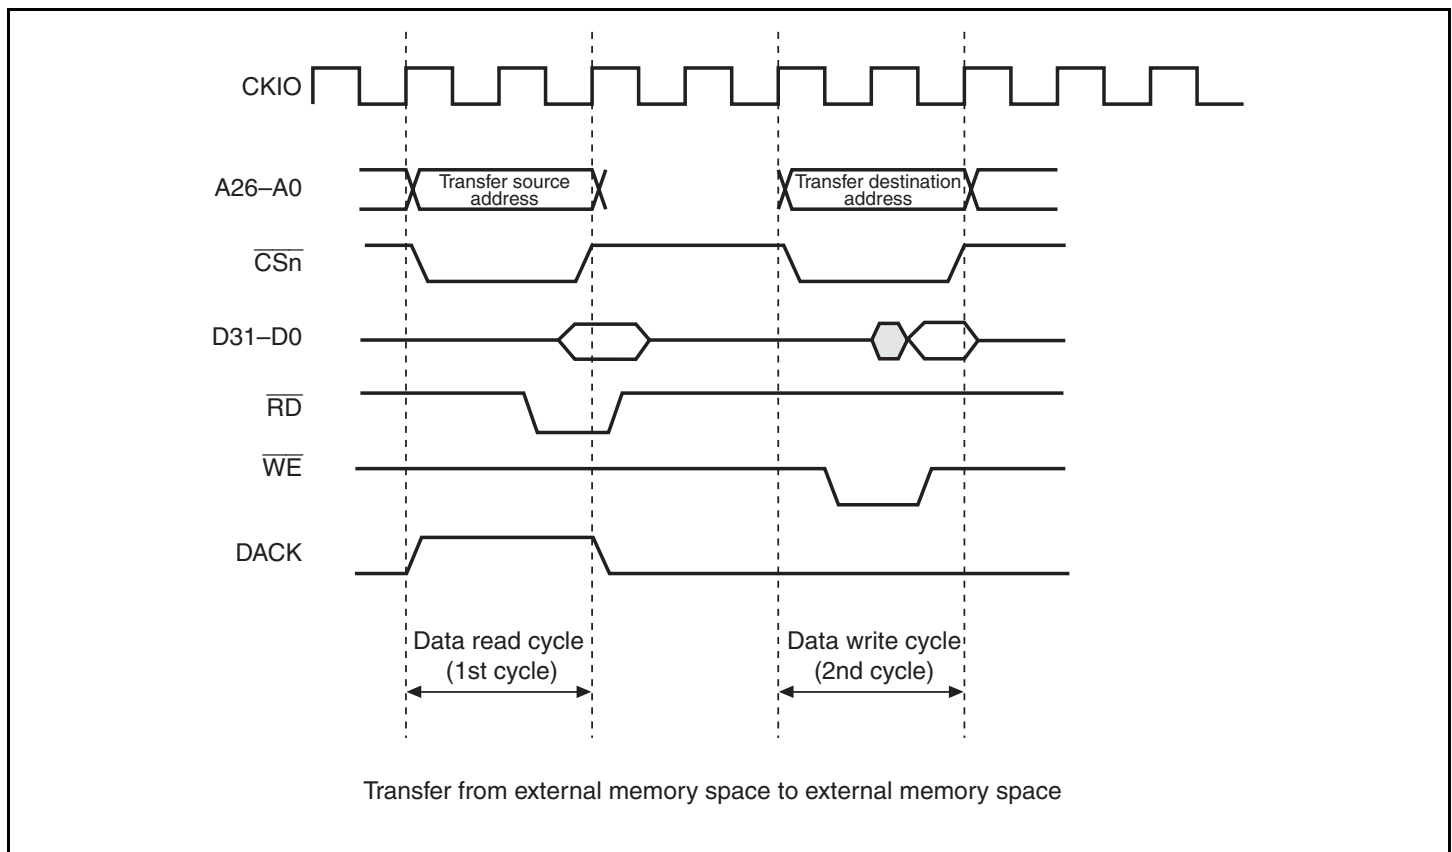 CKIO
A26–A0
Transfer source
address
Transfer destination
address
CSn
D31–D0
RD
WE
DACK
Data read cycle
(1st cycle)
Data write cycle
(2nd cycle)
Transfer from external memory space to external memory space